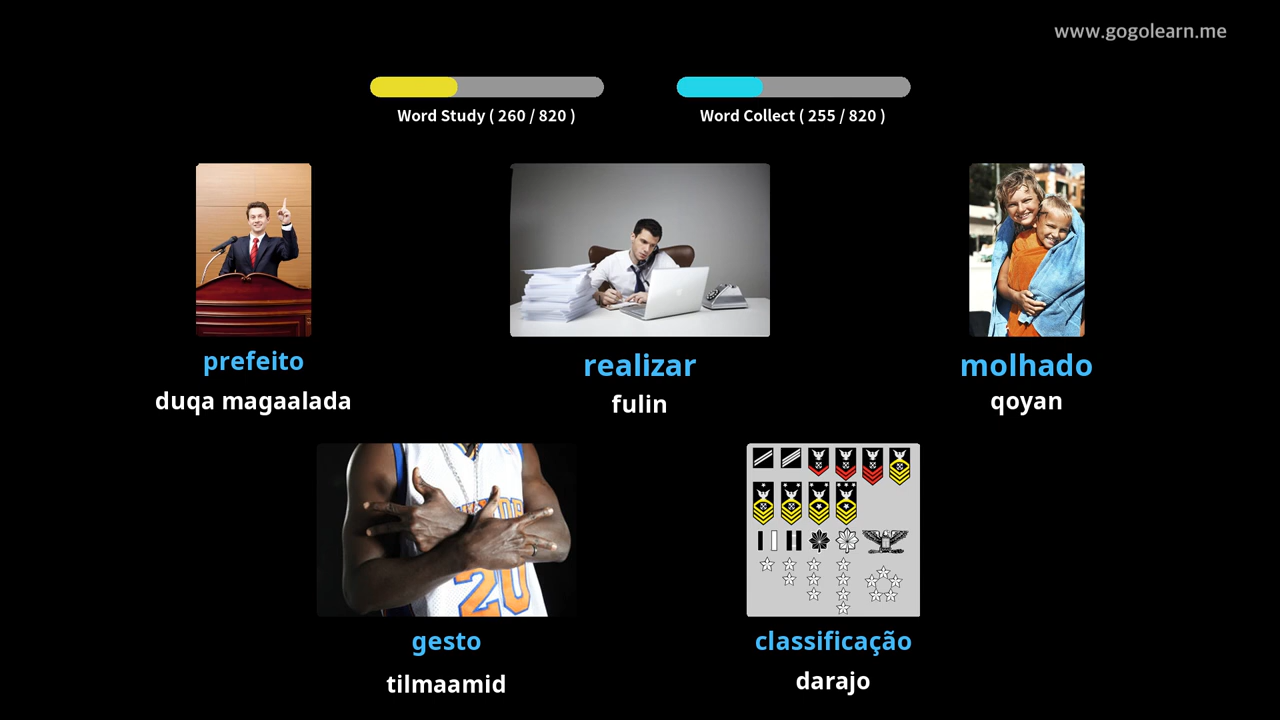 www.gogolearn.me
Word Study ( 260 / 820 )
Word Collect ( 255 / 820 )
prefeito
duqa magaalada
realizar
fulin
molhado
qoyan
20
gesto
tilmaamid
classificação
darajo